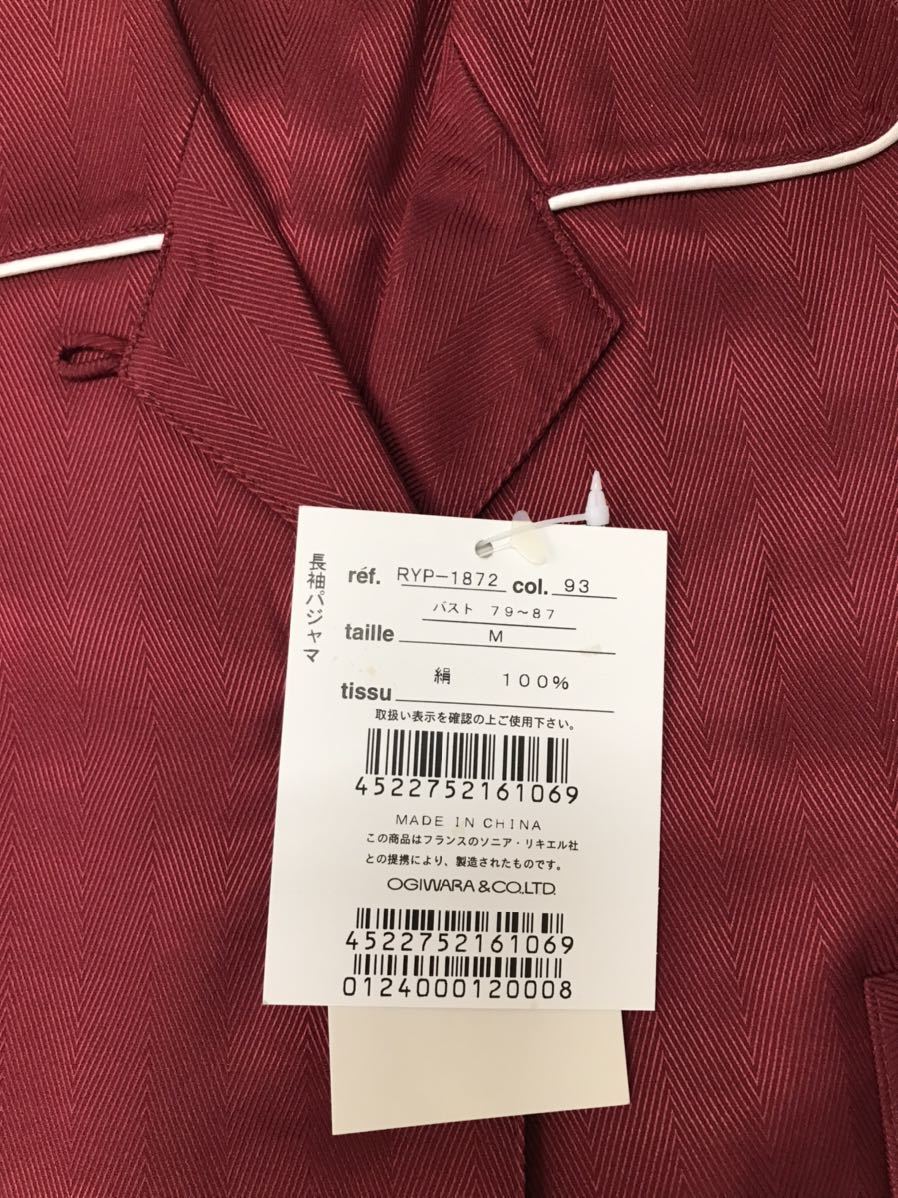 長袖パジャマ
réf. RYP-1872 col. 93
バスト 79~87
taille M
絹 100%
tissu
取扱い表示を確認の上ご使用下さい。
4522752161069
MADE IN CHINA
この商品はフランスのソニア・リキエル社
との提携により、製造されたものです。
OGIWARA & CO.,LTD.
4522752161069
0124000120008